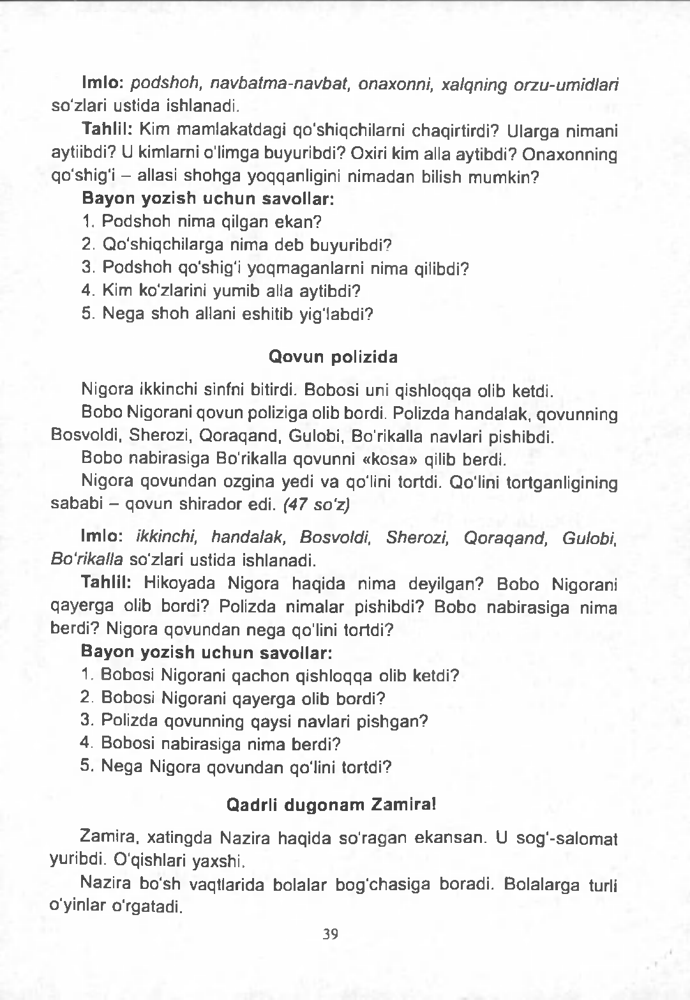 Imlo: podshoh, navbatma-navbat, onaxonni, xalqning orzu-umidlari
so‘zlari ustida ishlanadi.
Tahlil: Kim mamlakatdagi qo‘shiqchilarni chaqirtirdi? Ularga nimani
aytiibdi? U kimlarni o‘limga buyuribdi? Oxiri kim alla aytibdi? Onaxonning
qo‘shig‘i – allasi shohga yoqqanligini nimadan bilish mumkin?
Bayon yozish uchun savollar:
1. Podshoh nima qilgan ekan?
2. Qo‘shiqchilarga nima deb buyuribdi?
3. Podshoh qo‘shig‘i yoqmaganlarni nima qilibdi?
4. Kim ko‘zlarini yumib alla aytibdi?
5. Nega shoh allani eshitib yig‘labdi?
Qovun polizida
Nigora ikkinchi sinfni bitirdi. Bobosi uni qishloqqa olib ketdi.
Bobo Nigorani qovun poliziga olib bordi. Polizda handalak, qovunning
Bosvoldi, Sherozi, Qoraqand, Gulobi, Bo‘rikalla navlari pishibdi.
Bobo nabirasiga Bo‘rikalla qovunni «kosa» qilib berdi.
Nigora qovundan ozgina yedi va qo‘lini tortdi. Qo‘lini tortganligining
sababi – qovun shirador edi. (47 so‘z)
Imlo: ikkinchi, handalak, Bosvoldi, Sherozi, Qoraqand, Gulobi,
Bo‘rikalla so‘zlari ustida ishlanadi.
Tahlil: Hikoyada Nigora haqida nima deyilgan? Bobo Nigorani
qayerga olib bordi? Polizda nimalar pishibdi? Bobo nabirasiga nima
berdi? Nigora qovundan nega qo‘lini tortdi?
Bayon yozish uchun savollar:
1. Bobosi Nigorani qachon qishloqqa olib ketdi?
2. Bobosi Nigorani qayerga olib bordi?
3. Polizda qovunning qaysi navlari pishgan?
4. Bobosi nabirasiga nima berdi?
5. Nega Nigora qovundan qo‘lini tortdi?
Qadrli dugonam Zamira!
Zamira, xatingda Nazira haqida so‘ragan ekansan. U sog‘-salomat
yuribdi. O‘qishlari yaxshi.
Nazira bo‘sh vaqtlarida bolalar bog‘chasiga boradi. Bolalarga turli
o‘yinlar o‘rgatadi.
39